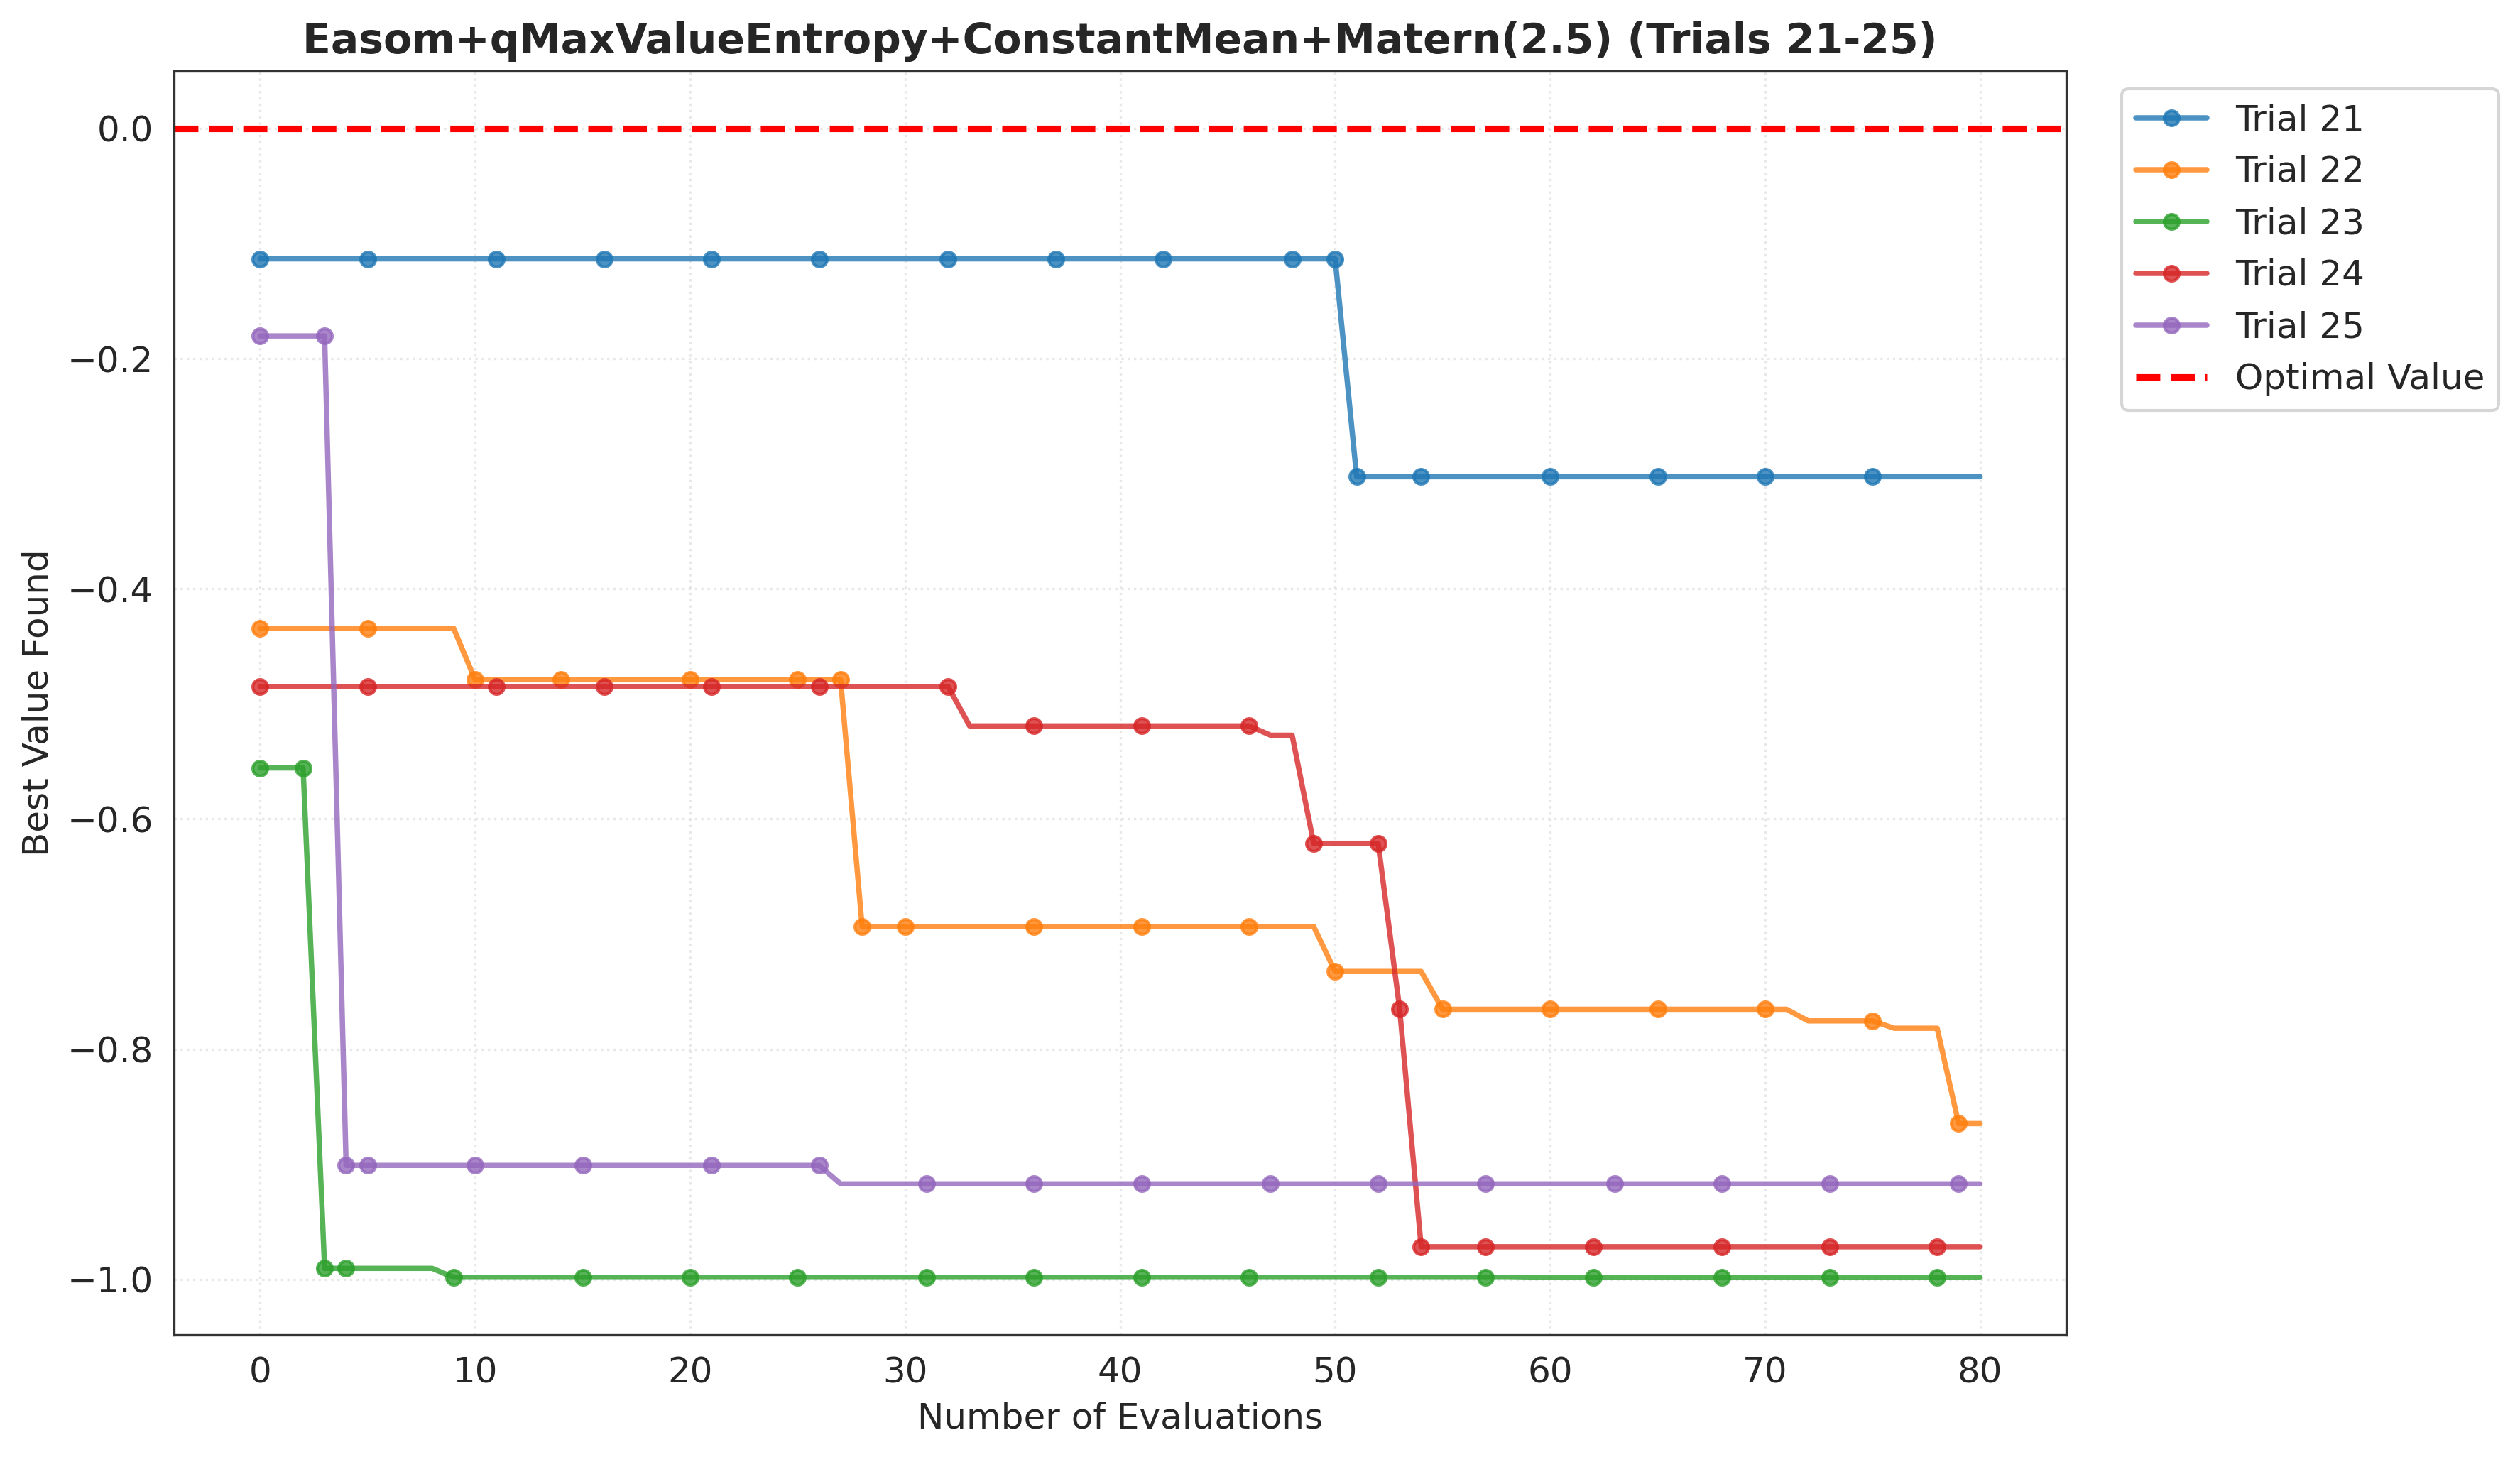 Easom+qMaxValueEntropy+ConstantMean+Matern(2.5) (Trials 21-25)
Best Value Found
0.0
−0.2
−0.4
−0.6
−0.8
−1.0
0 10 20 30 40 50 60 70 80
Number of Evaluations
Trial 21
Trial 22
Trial 23
Trial 24
Trial 25
Optimal Value